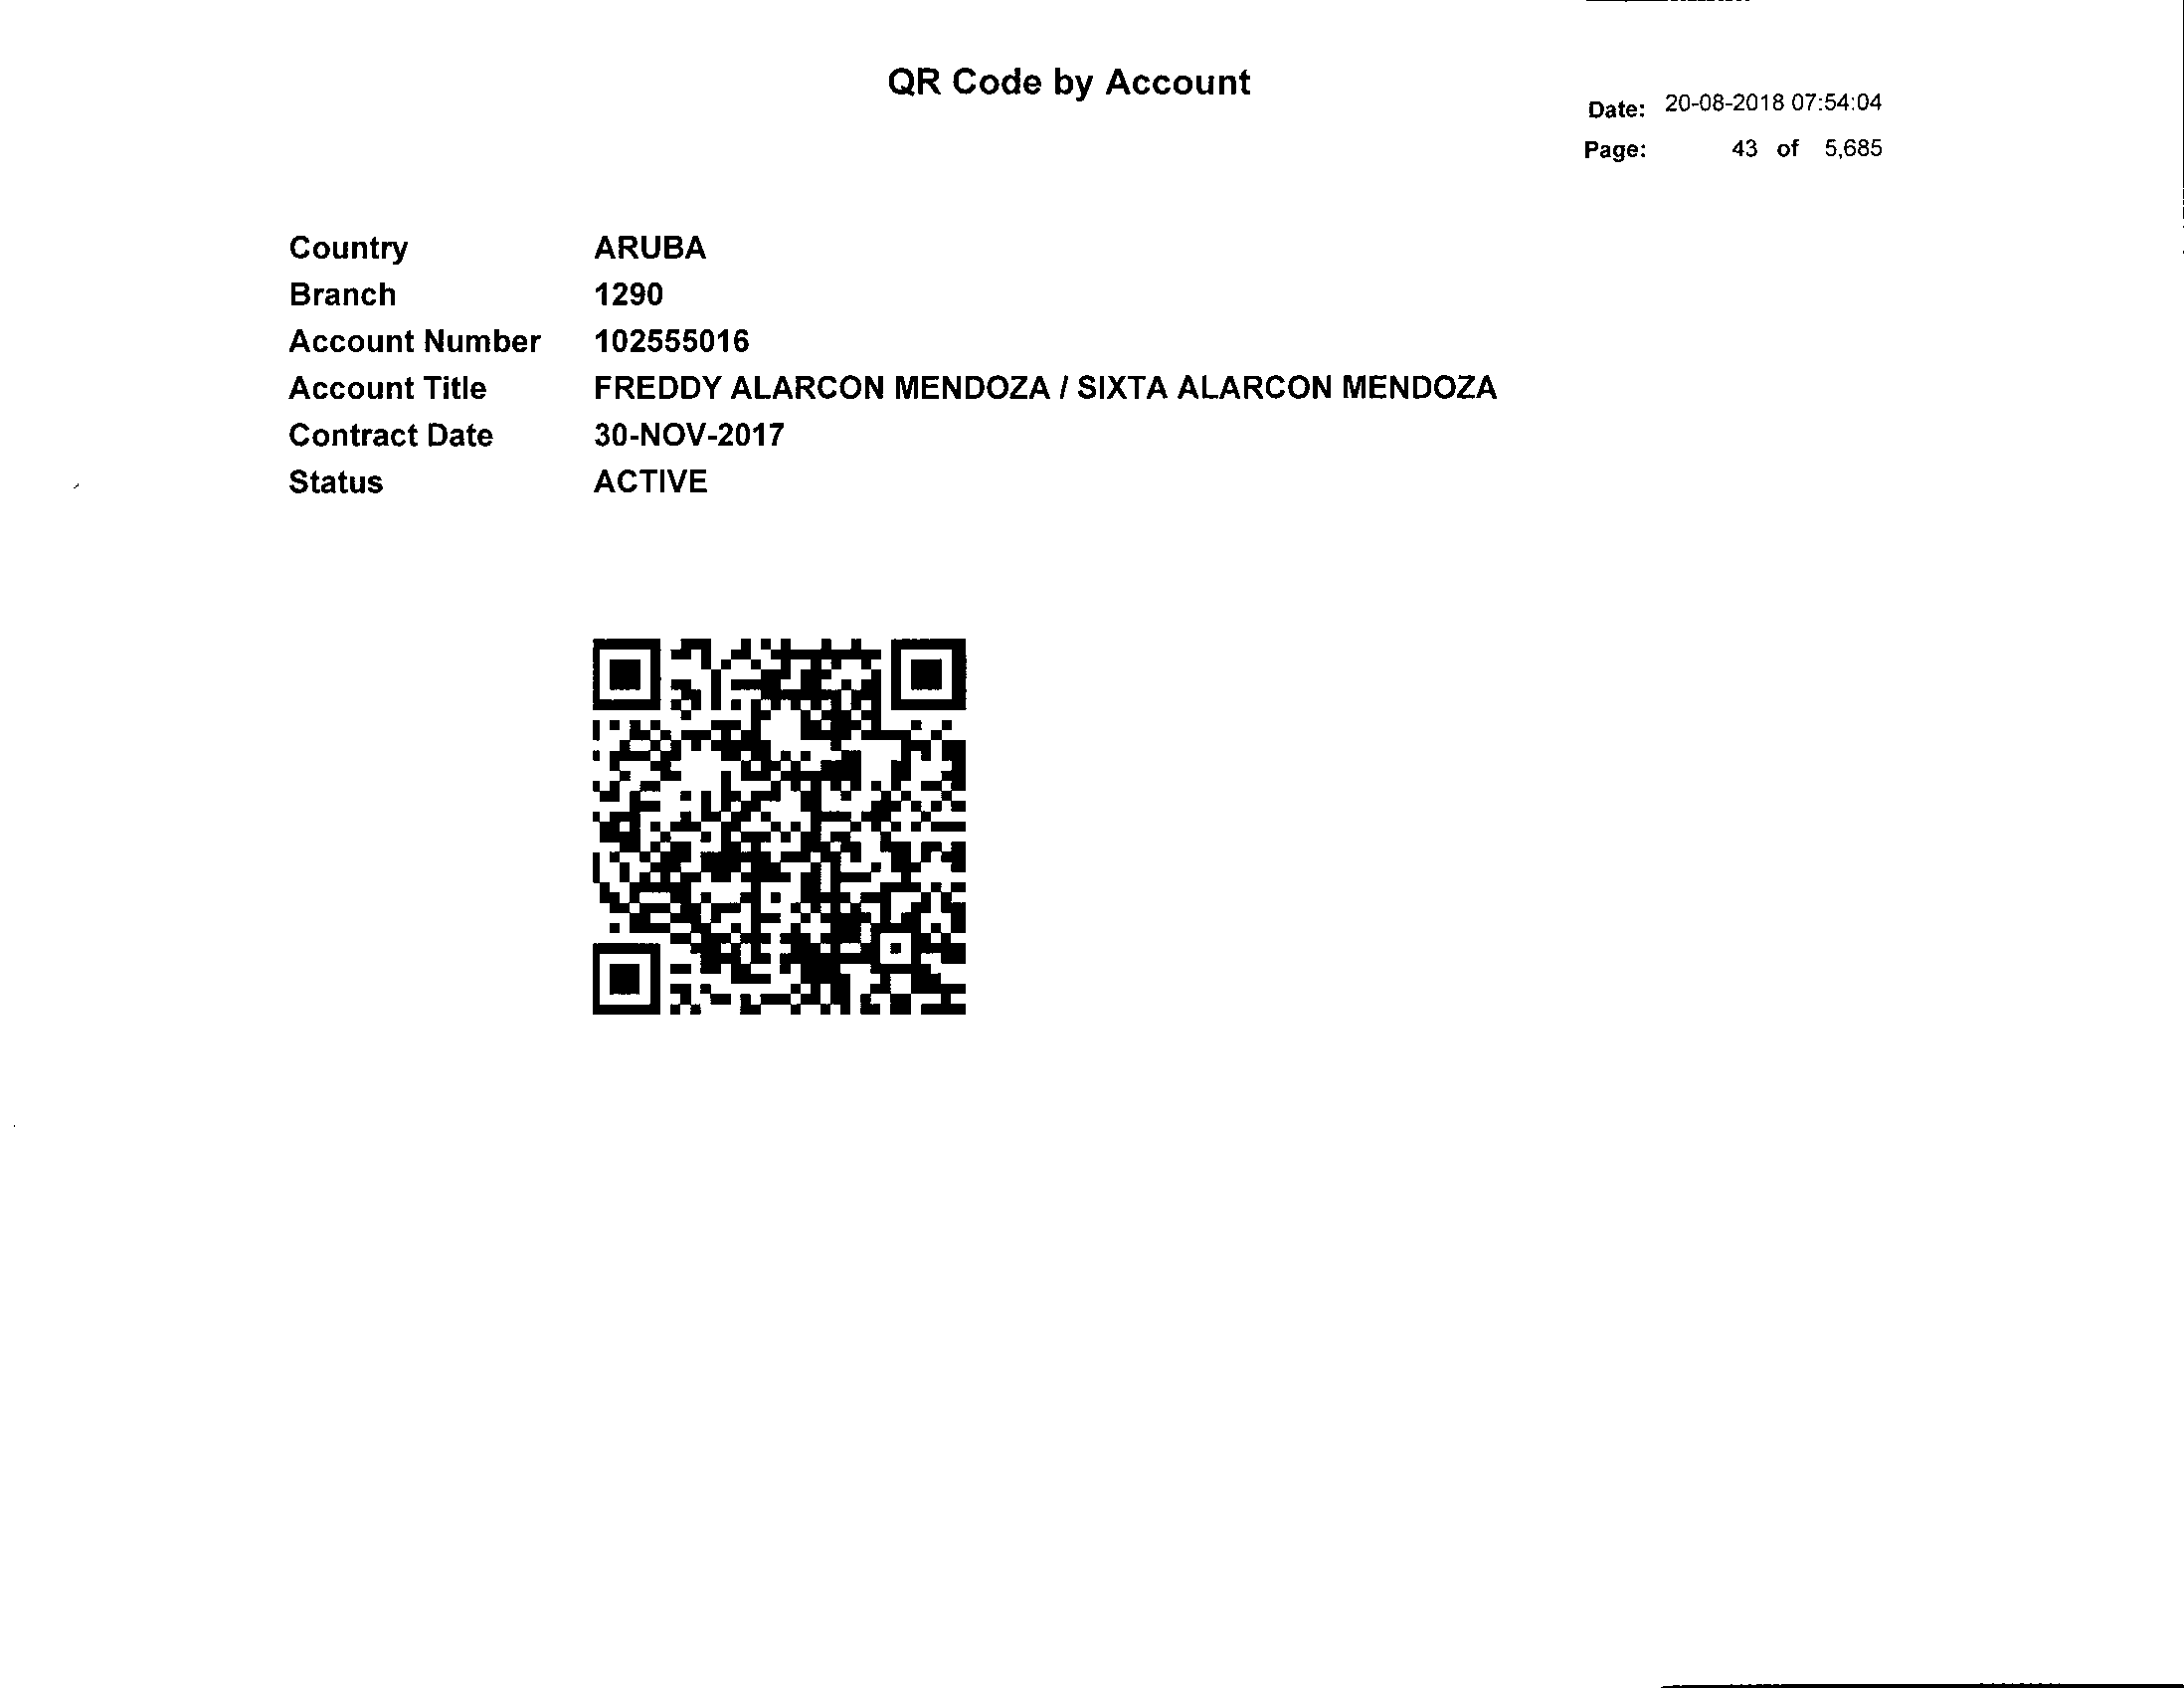 QR Code by Account
Date: 20-08-2018 07:54:04
Page: 43 of 5,685
Country ARUBA
Branch 1290
Account Number 102555016
Account Title FREDDY ALARCON MENDOZA / SIXTA ALARCON MENDOZA
Contract Date 30-NOV-2017
Status ACTIVE